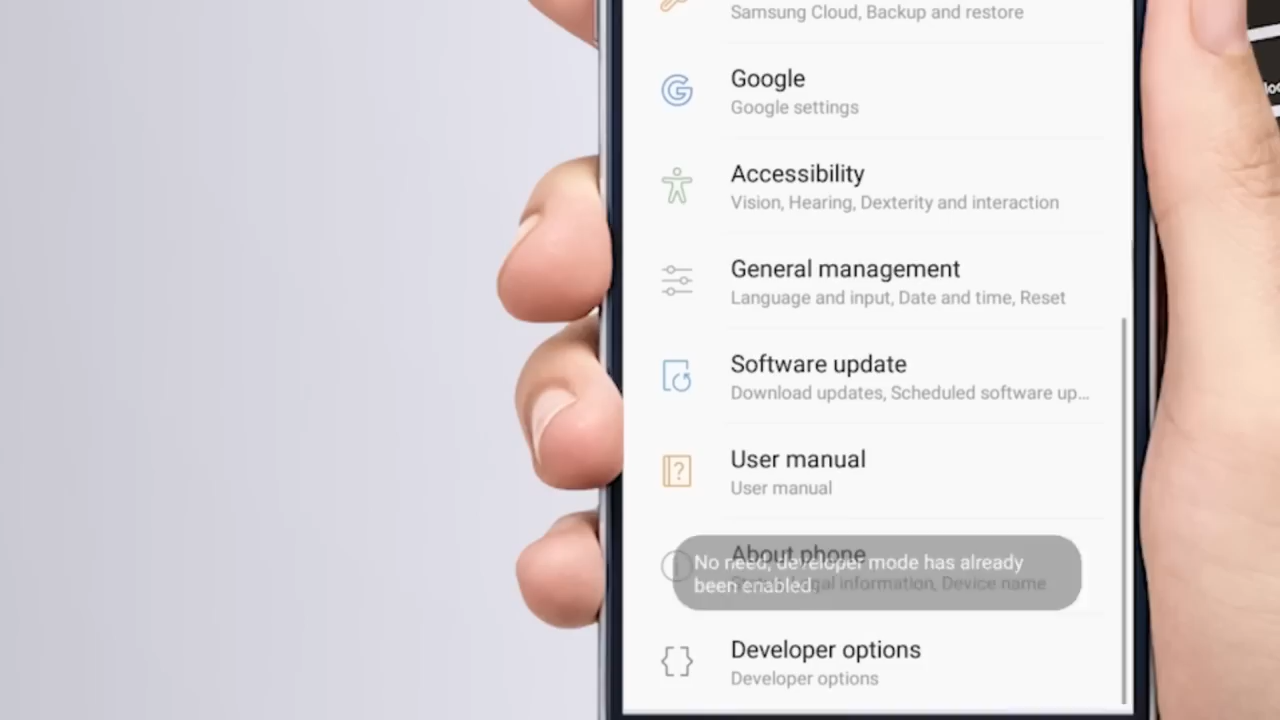 Samsung Cloud, Backup and restore
Google
Google settings
Accessibility
Vision, Hearing, Dexterity and interaction
General management
Language and input, Date and time, Reset
Software update
Download updates, Scheduled software up...
User manual
User manual
About phone
No need, developer mode has already
been enabled.
legal information, Device name
Developer options
Developer options